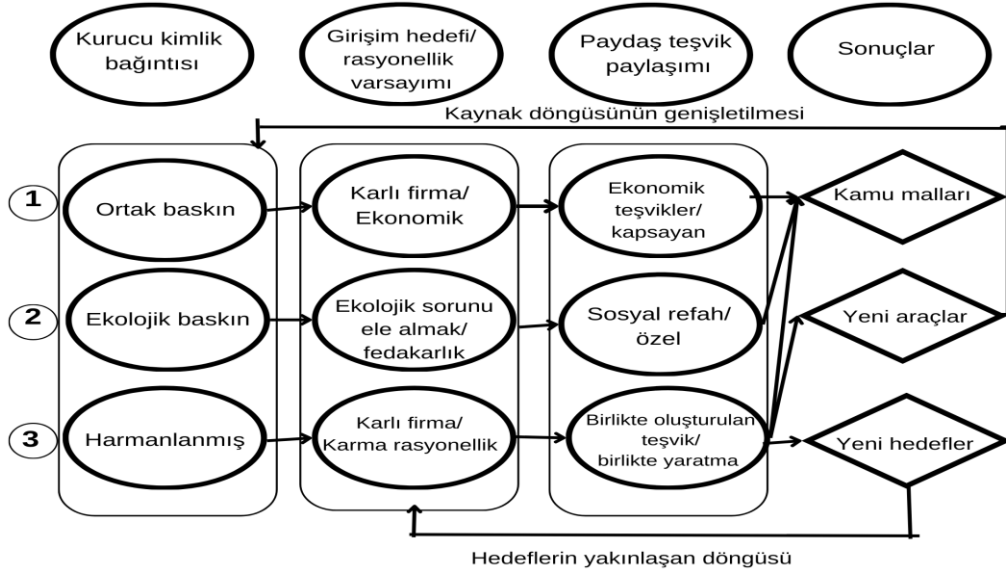 Kurucu kimlik
bağıntısı
Girişim hedefi/
rasyonellik
varsayımı
Paydaş teşvik
paylaşımı
Sonuçlar
Kaynak döngüsünün genişletilmesi
1
Ortak baskın
Karlı firma/
Ekonomik
Ekonomik
teşvikler/
kapsayan
Kamu malları
2
Ekolojik baskın
Ekolojik sorunu
ele almak/
fedakarlık
Sosyal refah/
özel
Yeni araçlar
3
Harmanlanmış
Karlı firma/
Karma rasyonellik
Birlikte oluşturulan
teşvik/
birlikte yaratma
Yeni hedefler
Hedeflerin yakınlaşan döngüsü